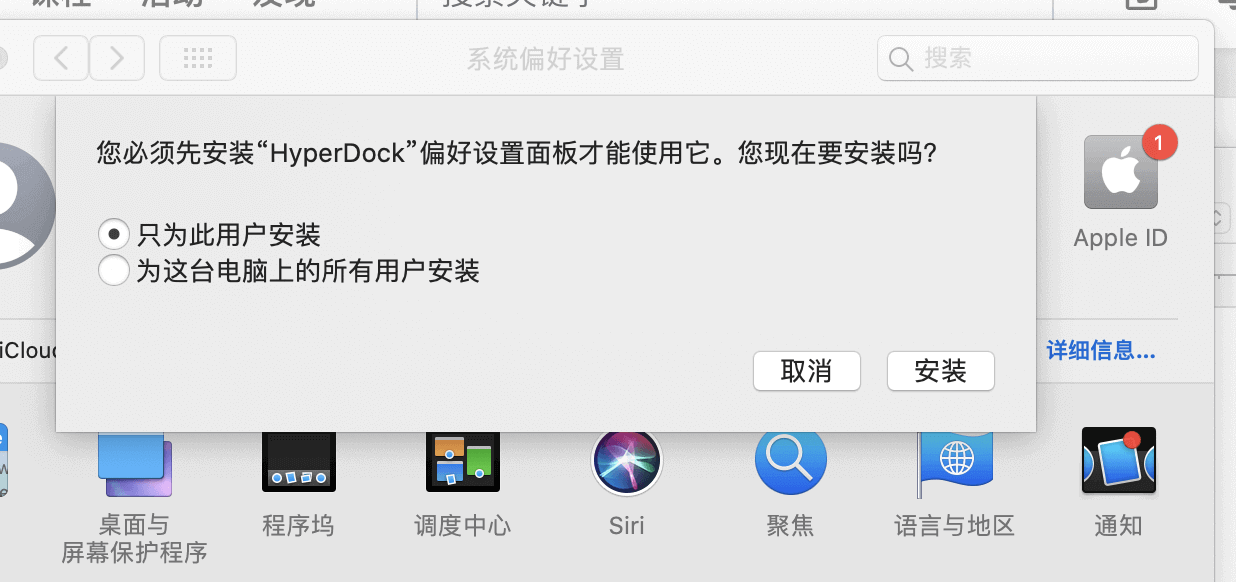 系统偏好设置
搜索
您必须先安装“HyperDock”偏好设置面板才能使用它。您现在要安装吗?
只为此用户安装
为这台电脑上的所有用户安装
取消
安装
1
Apple ID
iCloud
详细信息...
桌面与
屏幕保护程序
程序坞
调度中心
Siri
聚焦
语言与地区
通知